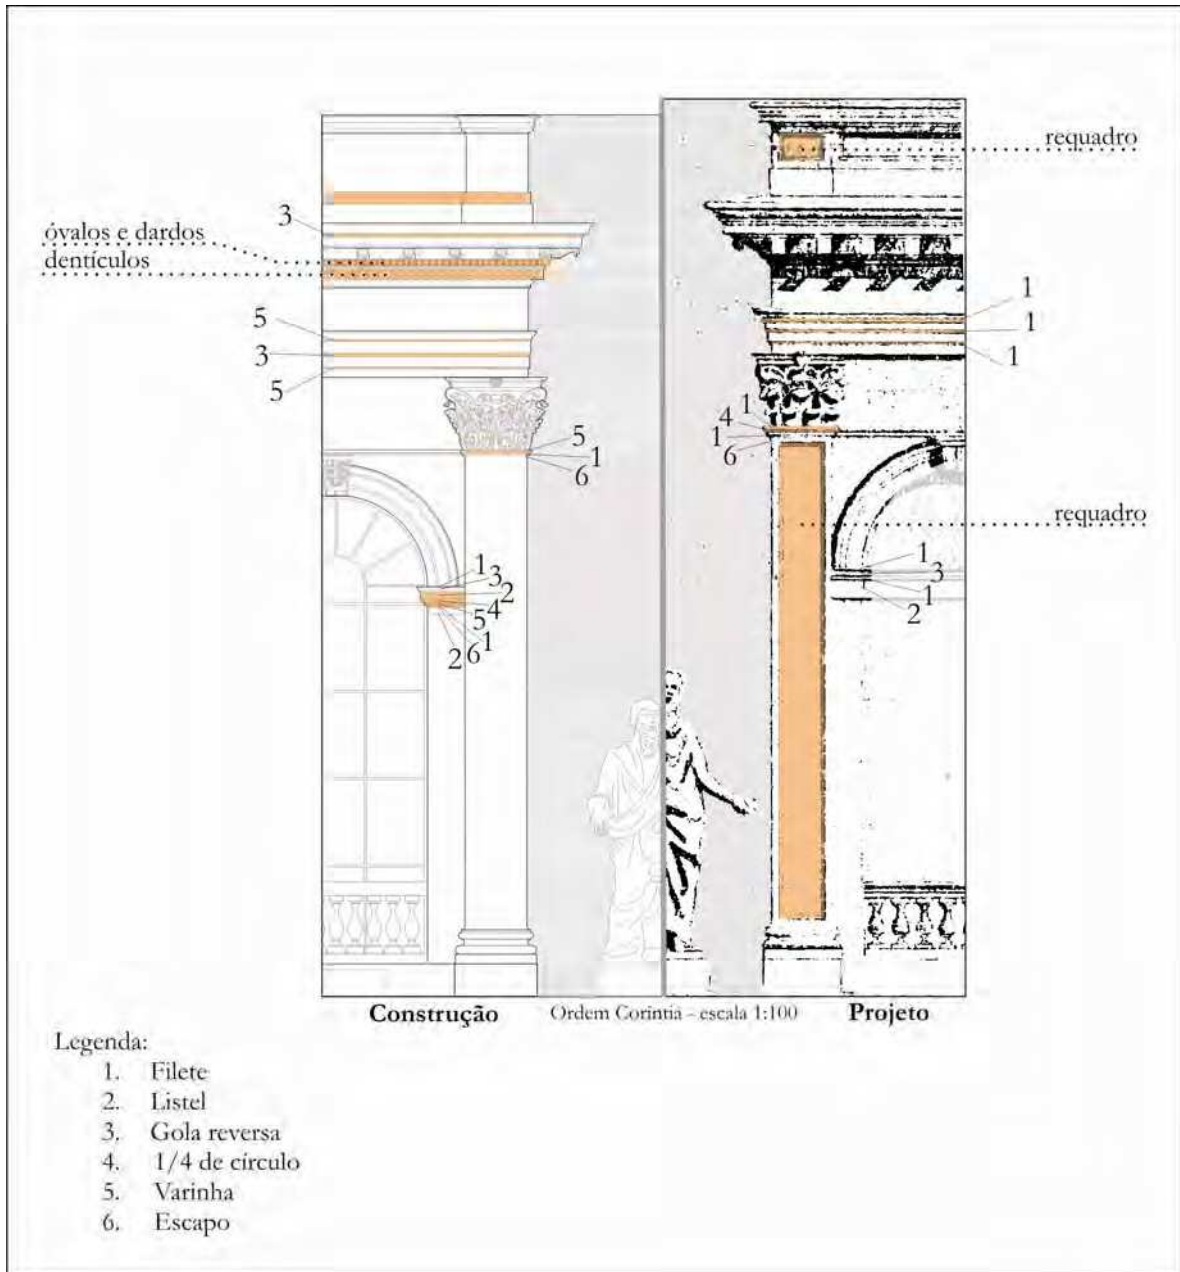 requadro
3
óvalos e dardos
dentículos
1
5
1
3
1
5
1
4
5
1
1
6
6
requadro
1
1
3
3
2
1
4
5
2
1
6
2
Construção
Ordem Coríntia - escala 1:100
Projeto
Legenda:
1. Filete
2. Listel
3. Gola reversa
4. 1/4 de círculo
5. Varinha
6. Escapo